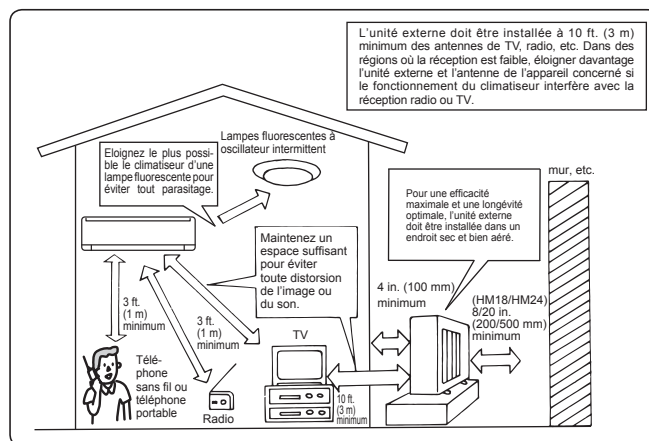 L'unité externe doit être installée à 10 ft. (3 m)
minimum des antennes de TV, radio, etc. Dans des
régions où la réception est faible, éloigner davantage
l'unité externe et l'antenne de l'appareil concerné si
le fonctionnement du climatiseur interfère avec la
réception radio ou TV.
Lampes fluorescentes à
oscillateur intermittent
Eloignez le plus possi-
ble le climatiseur d'une
lampe fluorescente pour
éviter tout parasitage.
mur, etc.
Pour une efficacité
maximale et une longévité
optimale, l'unité externe
doit être installée dans un
endroit sec et bien aéré.
Maintenez un
espace suffisant
pour éviter
toute distorsion
de l'image ou
du son.
4 in. (100 mm)
minimum
(HM18/HM24)
8/20 in.
(200/500 mm)
minimum
3 ft.
(1 m)
minimum
3 ft.
(1 m)
minimum
TV
Télé-
phone
sans fil ou
téléphone
portable
Radio
10 ft.
(3 m)
minimum